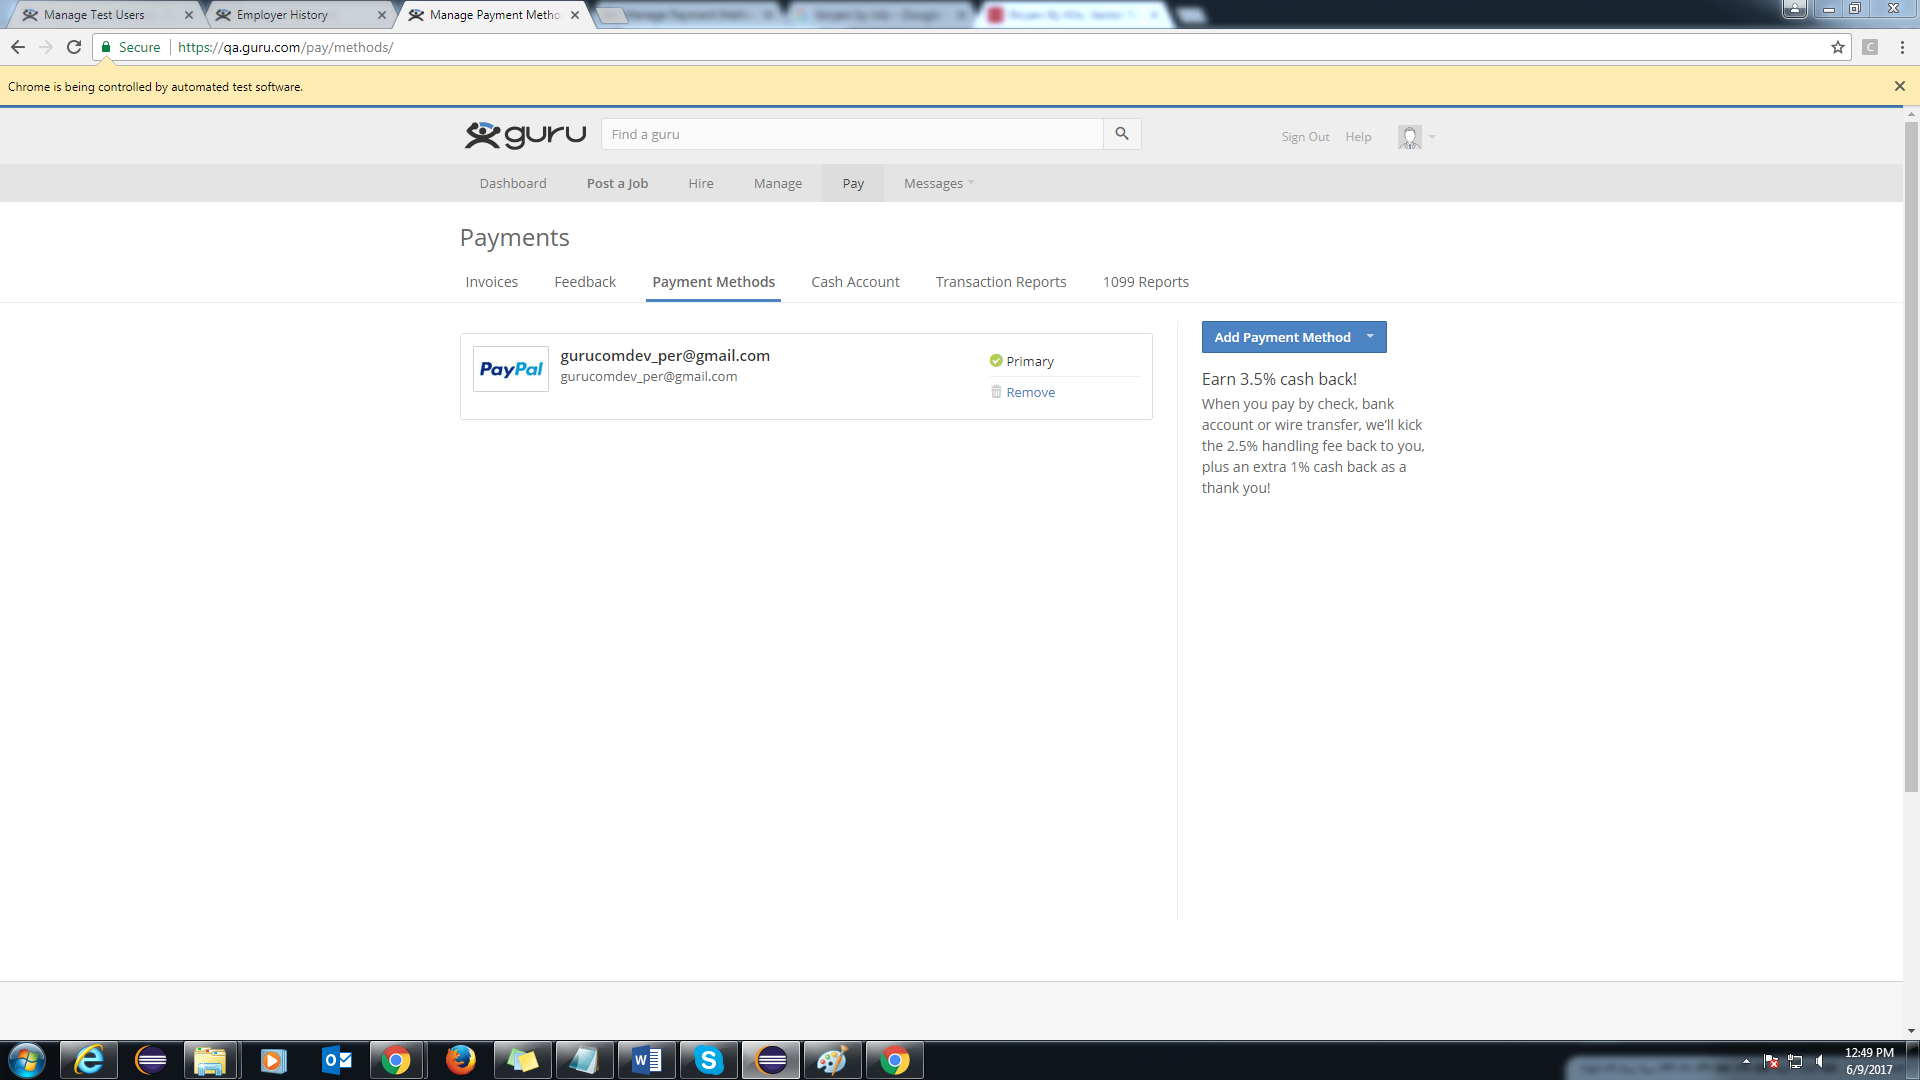 Manage Test Users
Employer History
Manage Payment Metho
Secure
https://qa.guru.com/pay/methods/
C
Chrome is being controlled by automated test software.
guru
Find a guru
Sign Out
Help
Dashboard
Post a Job
Hire
Manage
Pay
Messages
Payments
Invoices
Feedback
Payment Methods
Cash Account
Transaction Reports
1099 Reports
PayPal
gurucomdev_per@gmail.com
gurucomdev_per@gmail.com
Primary
Remove
Add Payment Method
Earn 3.5% cash back!
When you pay by check, bank
account or wire transfer, we'll kick
the 2.5% handling fee back to you,
plus an extra 1% cash back as a
thank you!
12:49 PM
6/9/2017